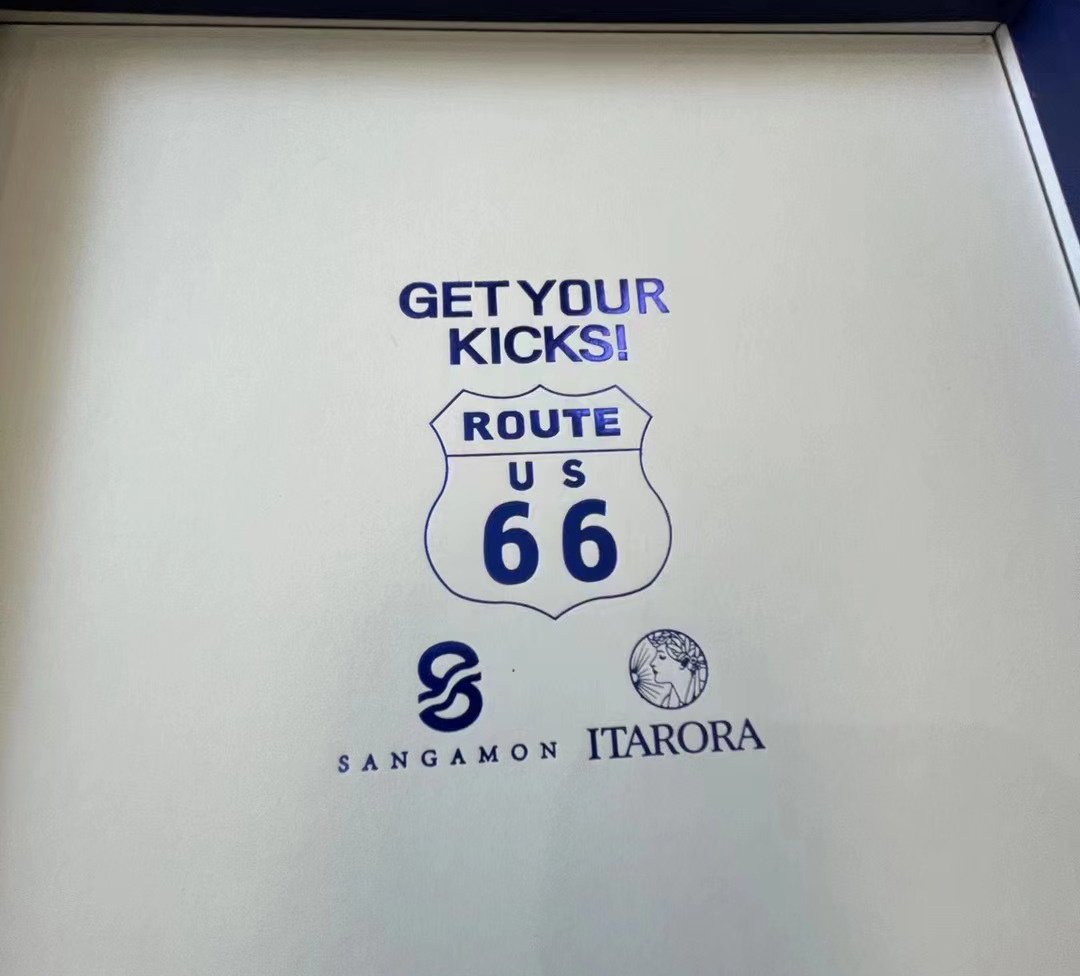 GET YOUR
KICKS!
ROUTE
U S
66
SANGAMON ITARORA